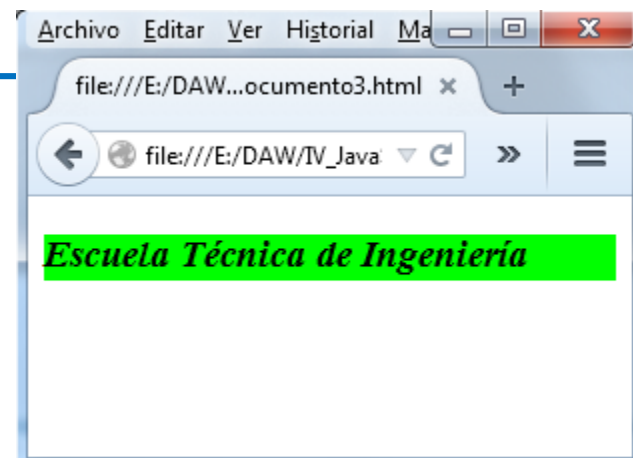 Archivo Editar Ver Historial Ma
file:///E:/DAW...ocumento3.html × +
file:///E:/DAW/IV_Java
Escuela Técnica de Ingeniería